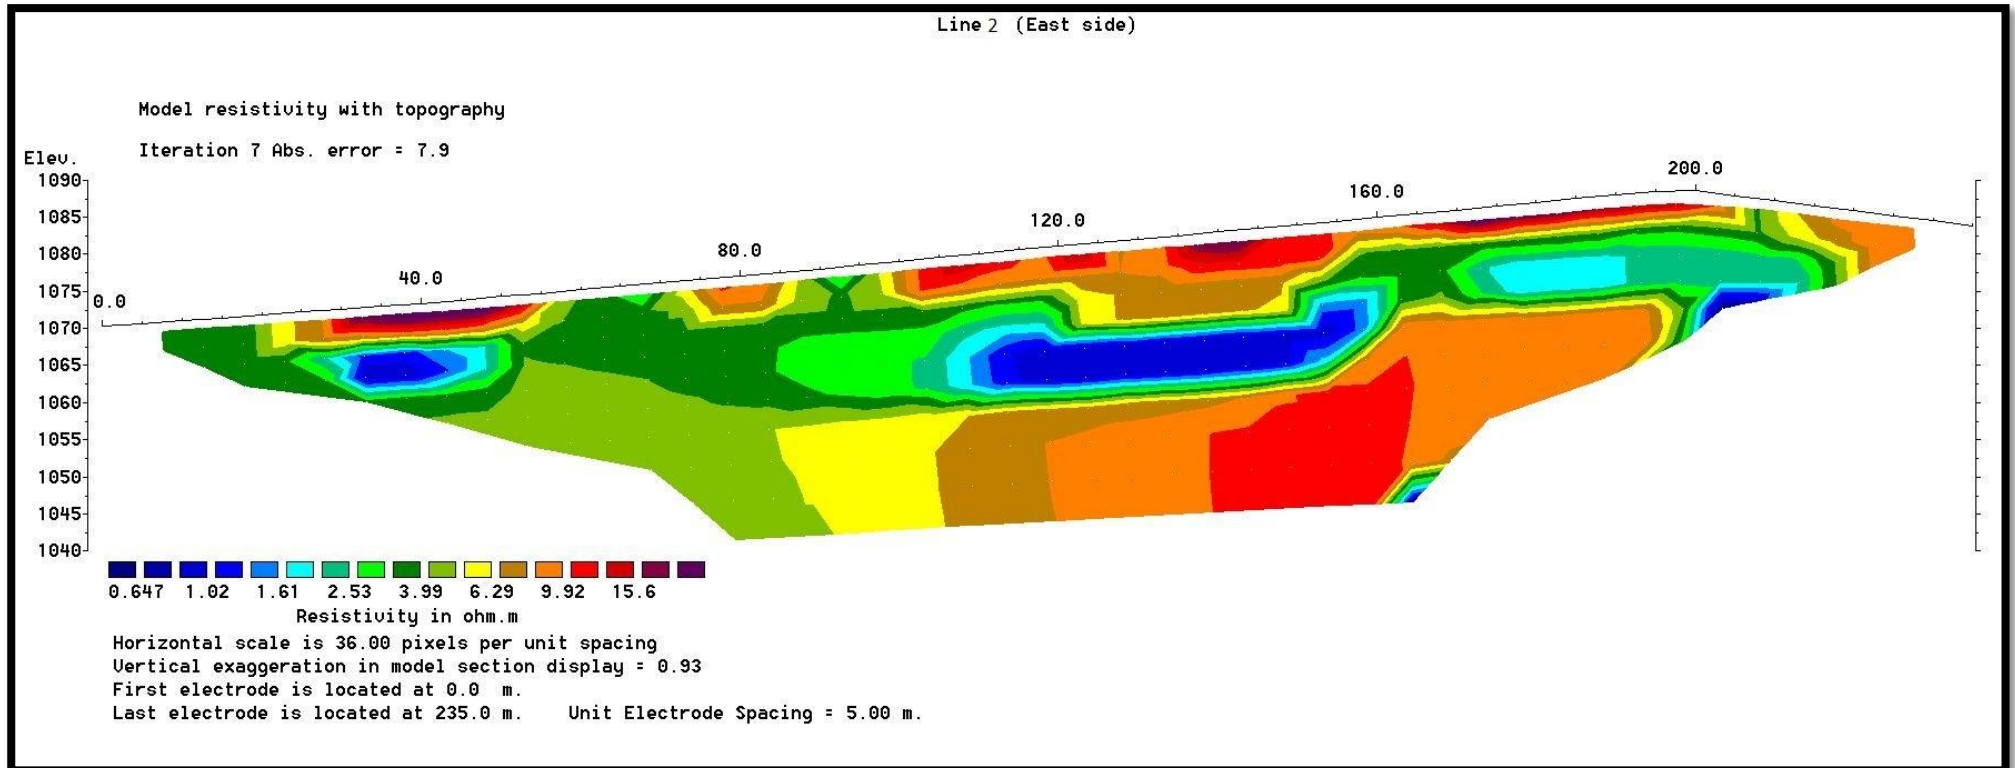 Line 2 (East side)
Model resistivity with topography
Iteration 7 Abs. error = 7.9
Elev.
1090
1085
1080
1075
1070
1065
1060
1055
1050
1045
1040
0.0
40.0
80.0
120.0
160.0
200.0
0.647 1.02 1.61 2.53 3.99 6.29 9.92 15.6
Resistivity in ohm.m
Horizontal scale is 36.00 pixels per unit spacing
Vertical exaggeration in model section display = 0.93
First electrode is located at 0.0 m.
Last electrode is located at 235.0 m. Unit Electrode Spacing = 5.00 m.